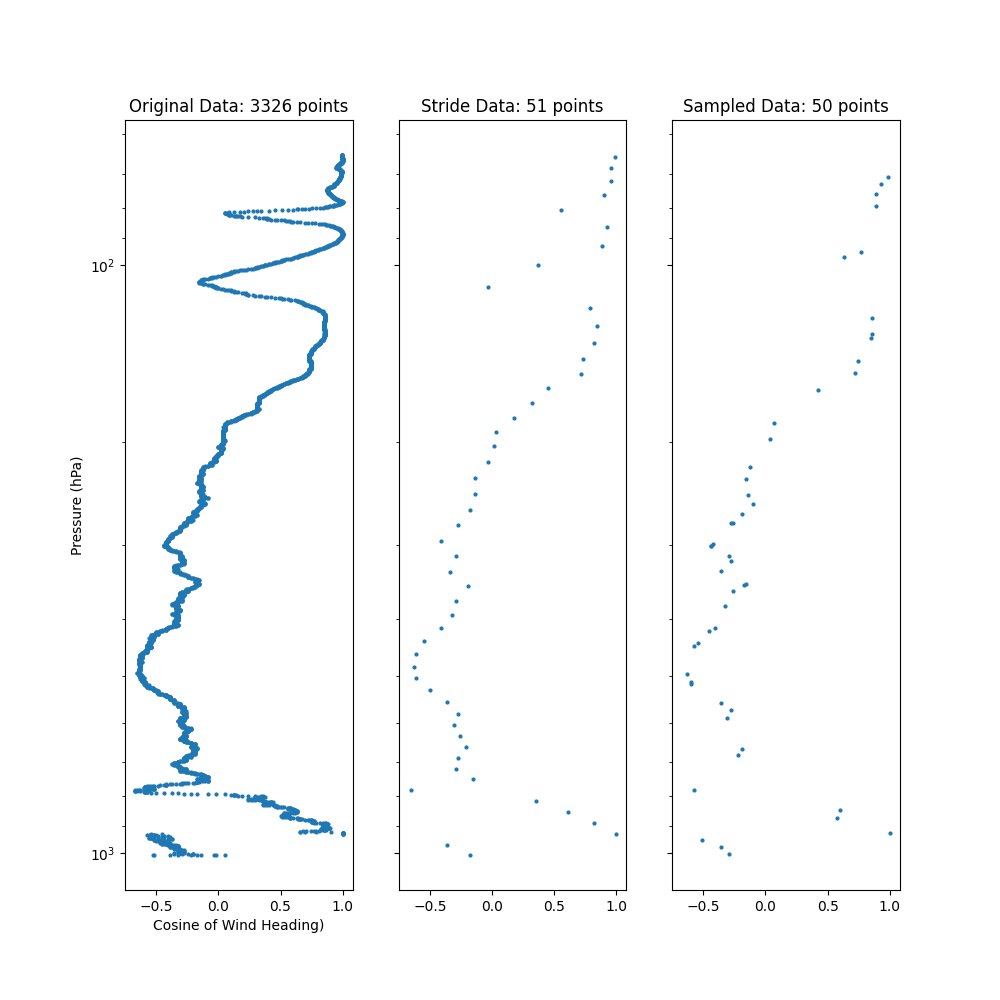 Original Data: 3326 points
Stride Data: 51 points
Sampled Data: 50 points
Pressure (hPa)
10²
10³
−0.5 0.0 0.5 1.0
−0.5 0.0 0.5 1.0
−0.5 0.0 0.5 1.0
Cosine of Wind Heading)